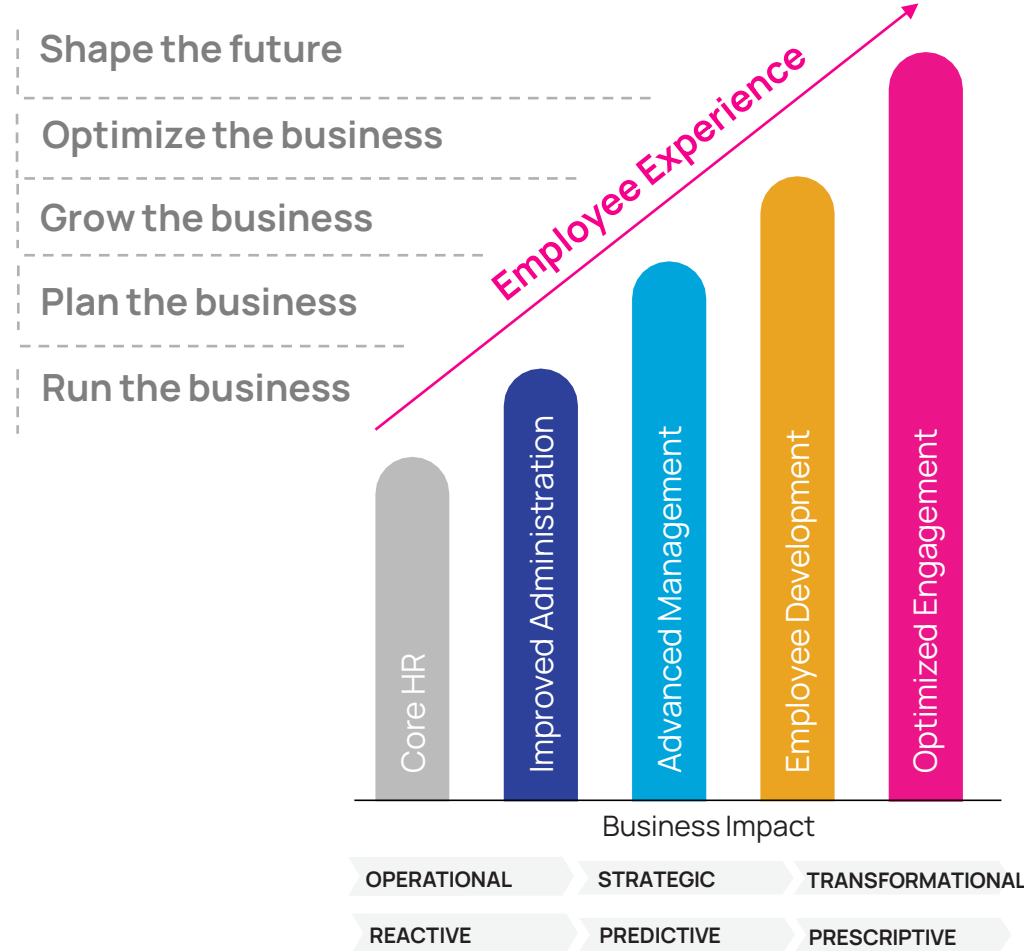 Shape the future
Optimize the business
Grow the business
Plan the business
Run the business
Employee Experience
Core HR
Improved Administration
Advanced Management
Employee Development
Optimized Engagement
Business Impact
OPERATIONAL
STRATEGIC
TRANSFORMATIONAL
REACTIVE
PREDICTIVE
PRESCRIPTIVE